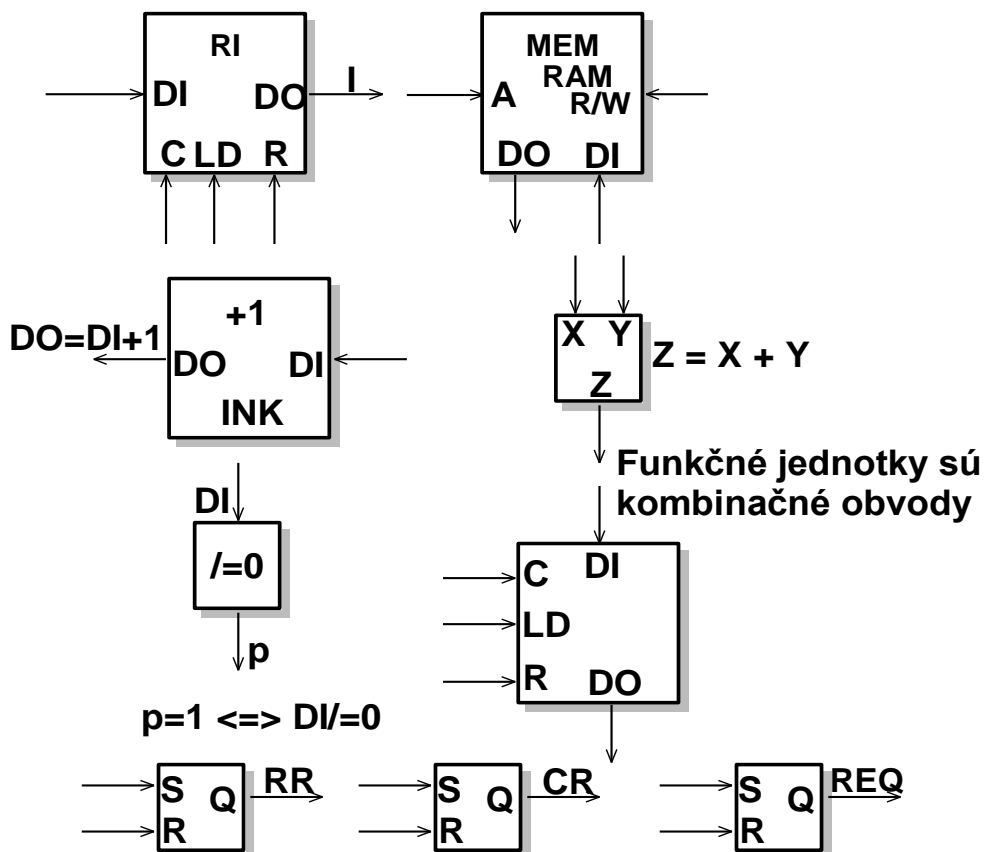 RI
DI
DO
I
C LD R
MEM
RAM
A
R/W
DO DI
+1
DO=DI+1
DO
DI
INK
X Y
Z = X + Y
Z
Funkčné jednotky sú
kombinačné obvody
DI
/=0
p
p=1 <=> DI/=0
C
DI
LD
R
DO
S
Q
RR
R
S
Q
CR
R
S
Q
REQ
R